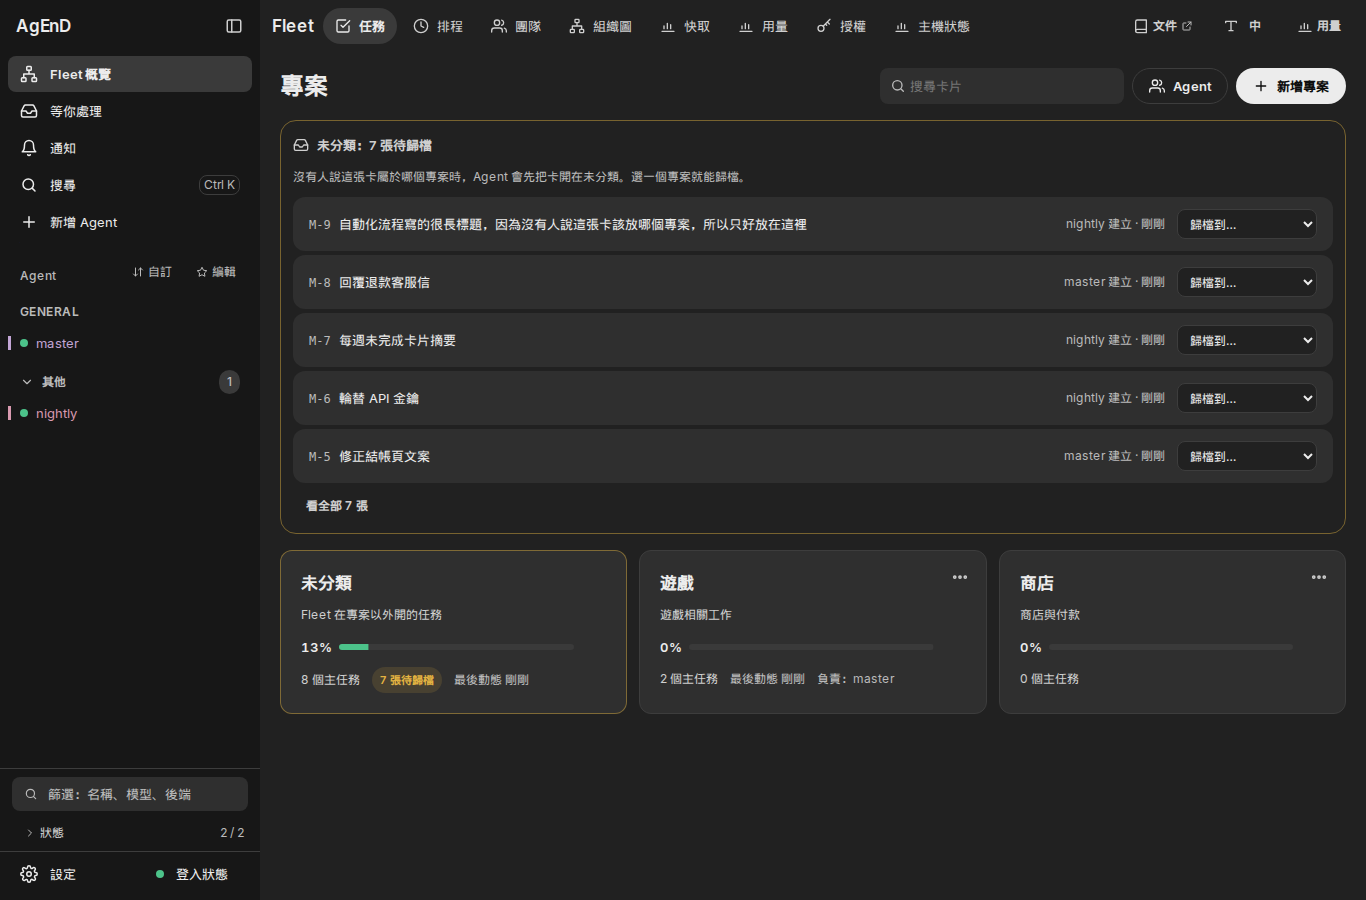 AgEnD
Fleet 概覽
等你處理
通知
搜尋 Ctrl K
新增 Agent
Agent 自訂 編輯
GENERAL
master
其他 1
nightly
篩選：名稱、模型、後端
狀態 2 / 2
設定 登入狀態
Fleet 任務 排程 團隊 組織圖 快取 用量 授權 主機狀態 文件 中 用量
專案 搜尋卡片 Agent 新增專案
未分類：7 張待歸檔
沒有人說這張卡屬於哪個專案時，Agent 會先把卡開在未分類。選一個專案就能歸檔。
M-9 自動化流程寫的很長標題，因為沒有人說這張卡該放哪個專案，所以只好放在這裡 nightly 建立 · 剛剛 歸檔到...
M-8 回覆退款客服信 master 建立 · 剛剛 歸檔到...
M-7 每週未完成卡片摘要 nightly 建立 · 剛剛 歸檔到...
M-6 輪替 API 金鑰 nightly 建立 · 剛剛 歸檔到...
M-5 修正結帳頁文案 master 建立 · 剛剛 歸檔到...
看全部 7 張
未分類
Fleet 在專案以外開的任務
13%
8 個主任務 7 張待歸檔 最後動態 剛剛
遊戲
遊戲相關工作
0%
2 個主任務 最後動態 剛剛 負責：master
商店
商店與付款
0%
0 個主任務